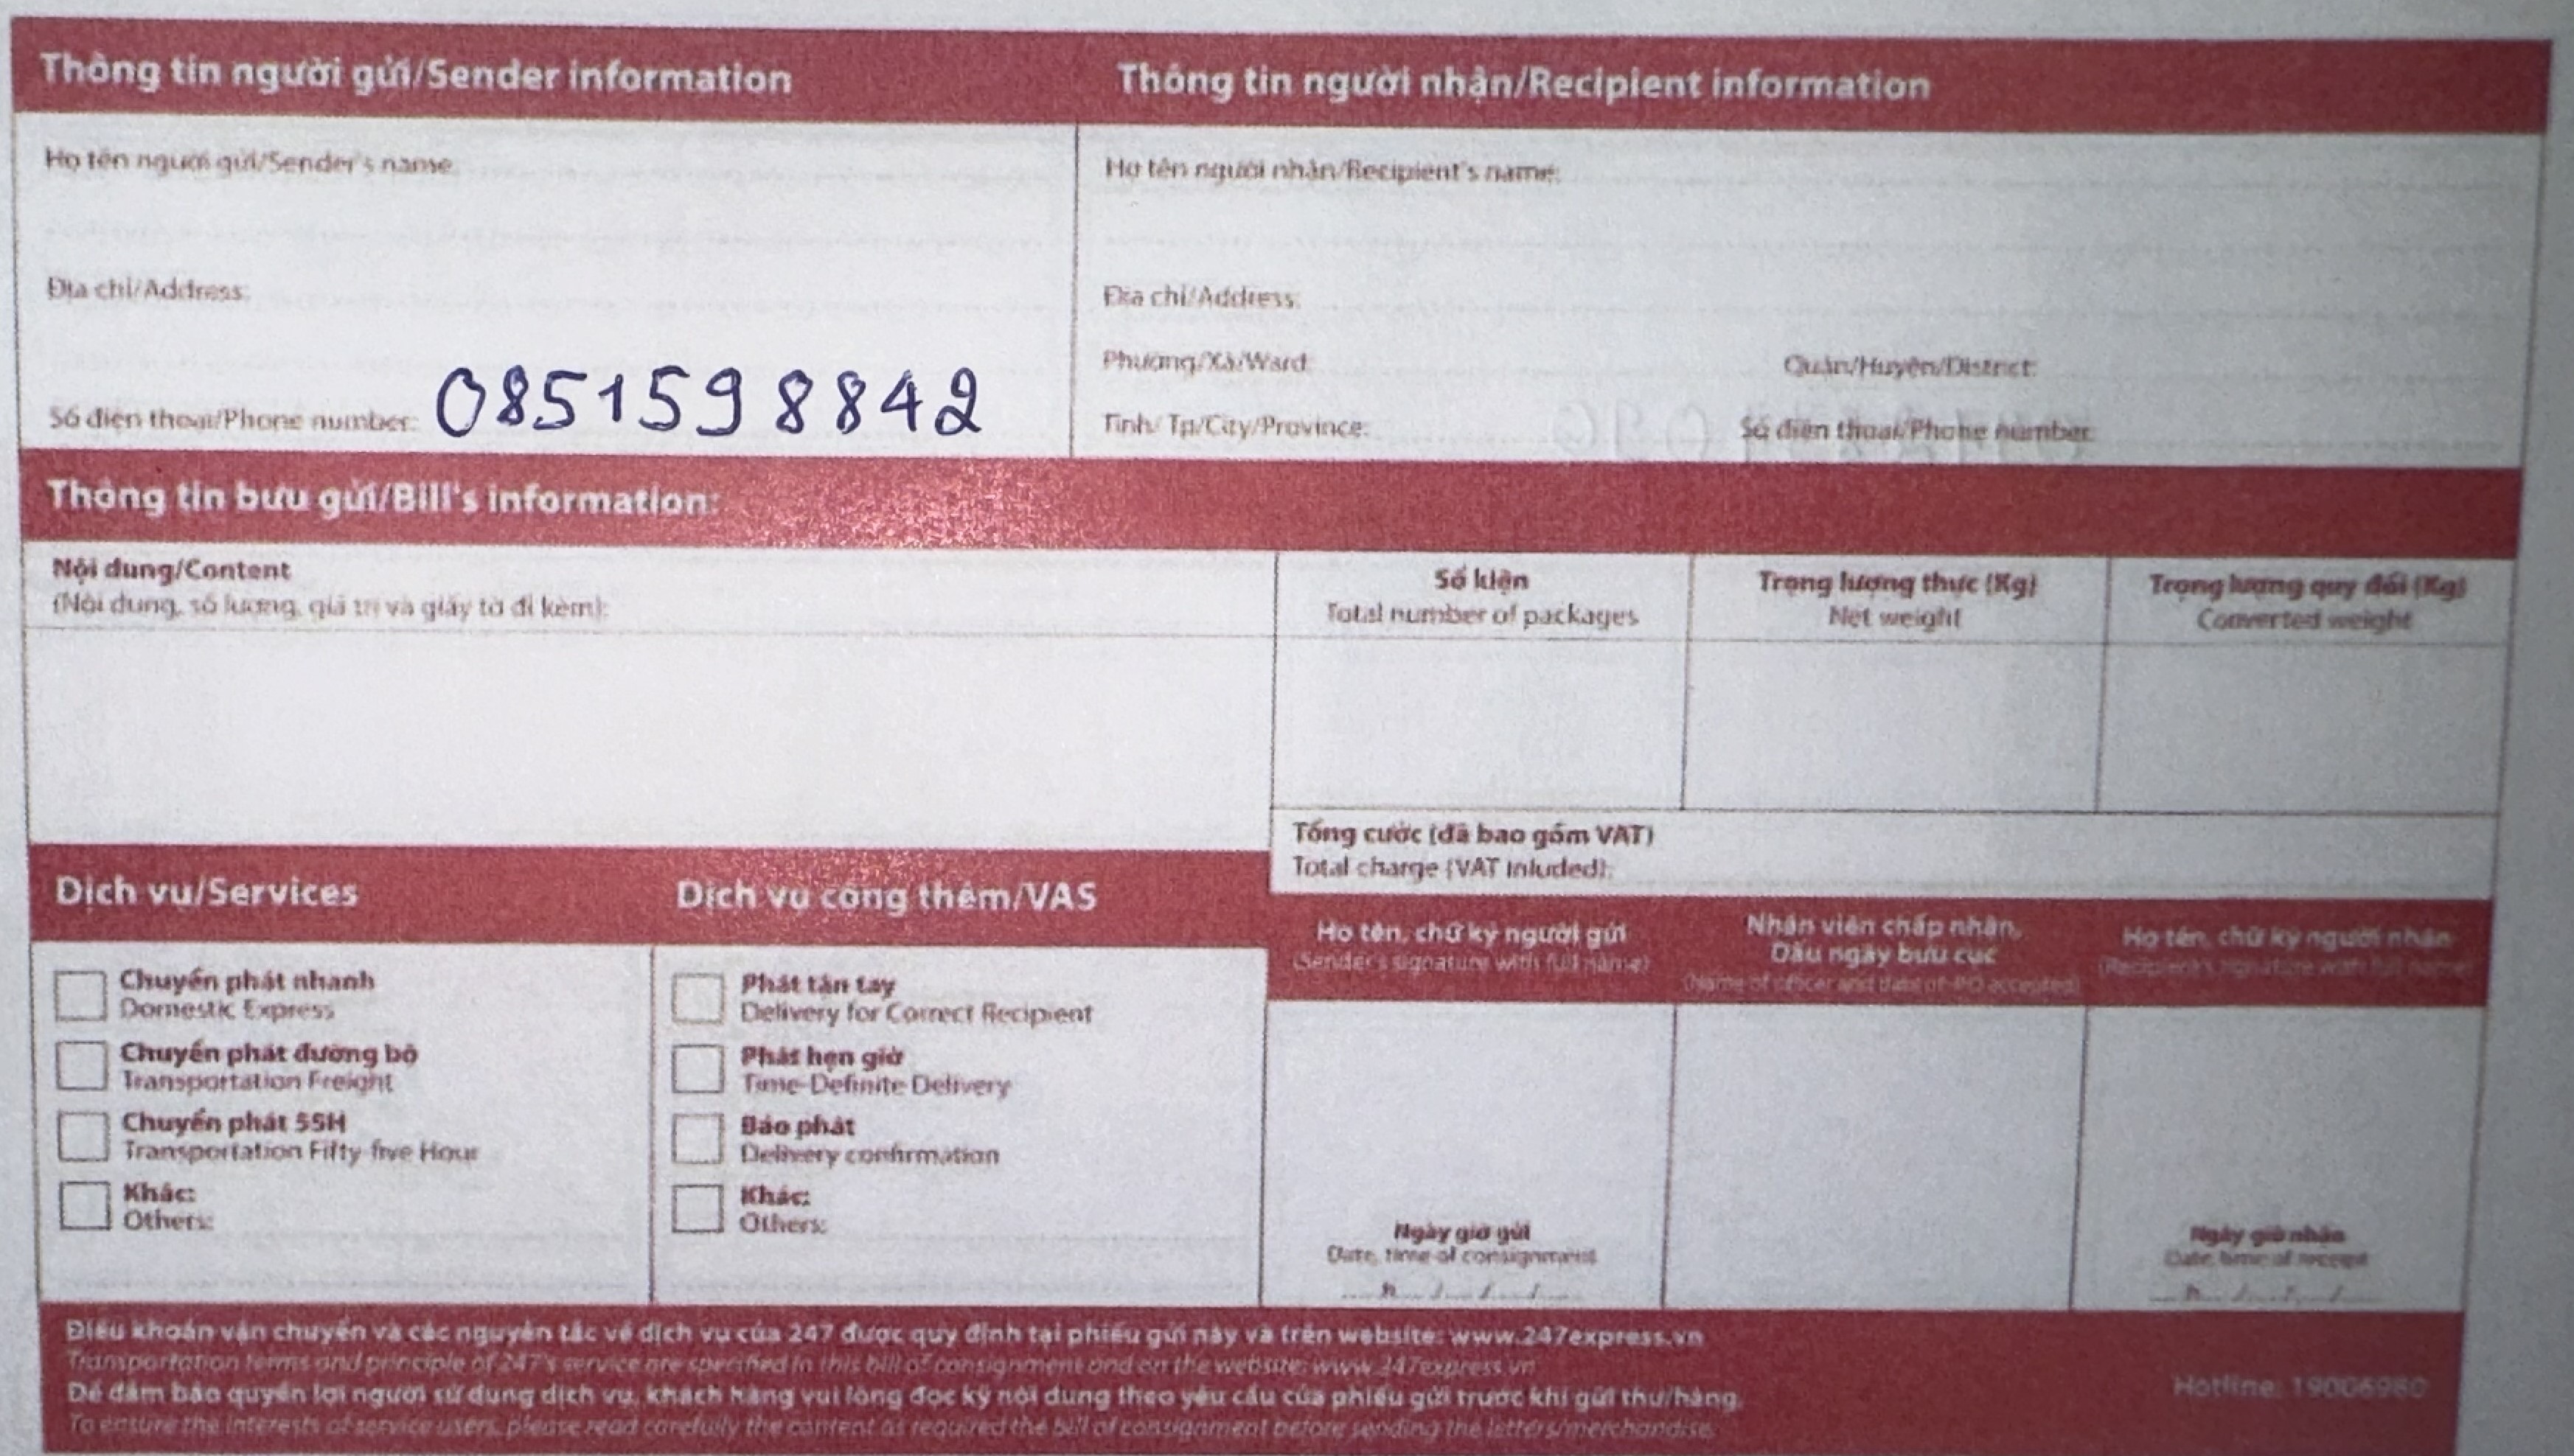 Thông tin người gửi/Sender information
Thông tin người nhận/Recipient information
Họ tên người gửi/Sender's name
Họ tên người nhận/Recipient's name:
Địa chỉ/Address:
Địa chỉ/Address:
Phường/Xã/Ward
Quận/Huyện/District:
Số điện thoại/Phone number: 0851598842
Tỉnh/ Tp/City/Province:
Số điện thoại/Phone number
Thông tin bưu gửi/Bill's information:
Nội dung/Content
(Nội dung, số lượng, giá trị và giấy tờ đi kèm):
Số kiện
Total number of packages
Trọng lượng thực (Kg)
Net weight
Trọng lượng quy đổi (Kg)
Converted weight
Tổng cước (đã bao gồm VAT)
Total charge (VAT inluded):
Dịch vụ/Services
Dịch vụ cộng thêm/VAS
Chuyển phát nhanh
Domestic Express
Chuyển phát đường bộ
Transportation Freight
Chuyển phát 55H
Transportation Fifty-five Hour
Khác:
Others:
Phát tận tay
Delivery for Correct Recipient
Phát hẹn giờ
Time-Definite Delivery
Báo phát
Delivery confirmation
Khác:
Others:
Họ tên, chữ ký người gửi
(Sender's signature with full name)
Nhân viên chấp nhận,
Dấu ngày bưu cục
(Name of officer and date of PO accepted)
Họ tên, chữ ký người nhận
(Recipient's signature with full name)
Ngày giờ gửi
Date, time of consignment
.....h...../...../...../.....
Ngày giờ nhận
Date, time of receipt
.....h...../...../...../.....
Điều khoản vận chuyển và các nguyên tắc về dịch vụ của 247 được quy định tại phiếu gửi này và trên website: www.247express.vn
Transportation terms and principle of 247's service are specified in this bill of consignment and on the website: www.247express.vn
Để đảm bảo quyền lợi người sử dụng dịch vụ, khách hàng vui lòng đọc kỹ nội dung theo yêu cầu của phiếu gửi trước khi gửi thư/hàng.
To ensure the interests of service users, please read carefully the content as required the bill of consignment before sending the letters/merchandise.
Hotline: 19006980